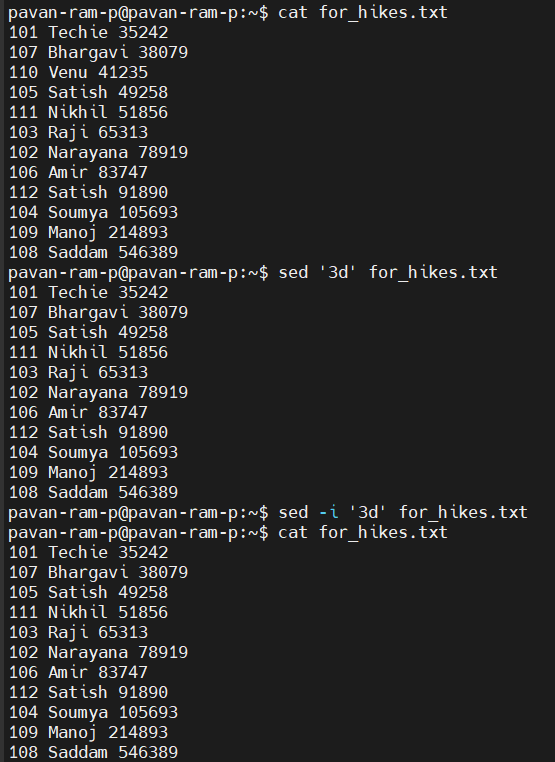 pavan-ram-p@pavan-ram-p:~$ cat for_hikes.txt
101 Techie 35242
107 Bhargavi 38079
110 Venu 41235
105 Satish 49258
111 Nikhil 51856
103 Raji 65313
102 Narayana 78919
106 Amir 83747
112 Satish 91890
104 Soumya 105693
109 Manoj 214893
108 Saddam 546389
pavan-ram-p@pavan-ram-p:~$ sed '3d' for_hikes.txt
101 Techie 35242
107 Bhargavi 38079
105 Satish 49258
111 Nikhil 51856
103 Raji 65313
102 Narayana 78919
106 Amir 83747
112 Satish 91890
104 Soumya 105693
109 Manoj 214893
108 Saddam 546389
pavan-ram-p@pavan-ram-p:~$ sed -i '3d' for_hikes.txt
pavan-ram-p@pavan-ram-p:~$ cat for_hikes.txt
101 Techie 35242
107 Bhargavi 38079
105 Satish 49258
111 Nikhil 51856
103 Raji 65313
102 Narayana 78919
106 Amir 83747
112 Satish 91890
104 Soumya 105693
109 Manoj 214893
108 Saddam 546389